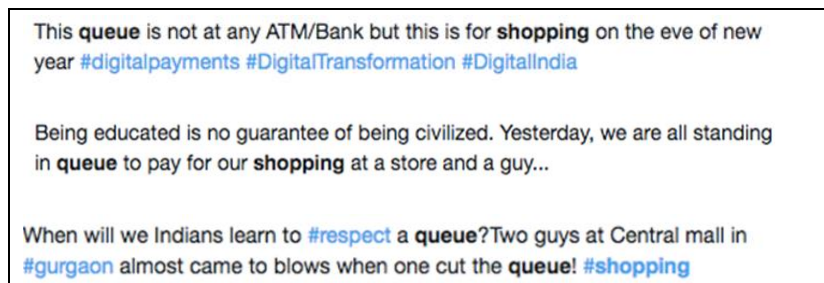 This queue is not at any ATM/Bank but this is for shopping on the eve of new
year #digitalpayments #DigitalTransformation #DigitalIndia
Being educated is no guarantee of being civilized. Yesterday, we are all standing
in queue to pay for our shopping at a store and a guy...
When will we Indians learn to #respect a queue?Two guys at Central mall in
#gurgaon almost came to blows when one cut the queue! #shopping